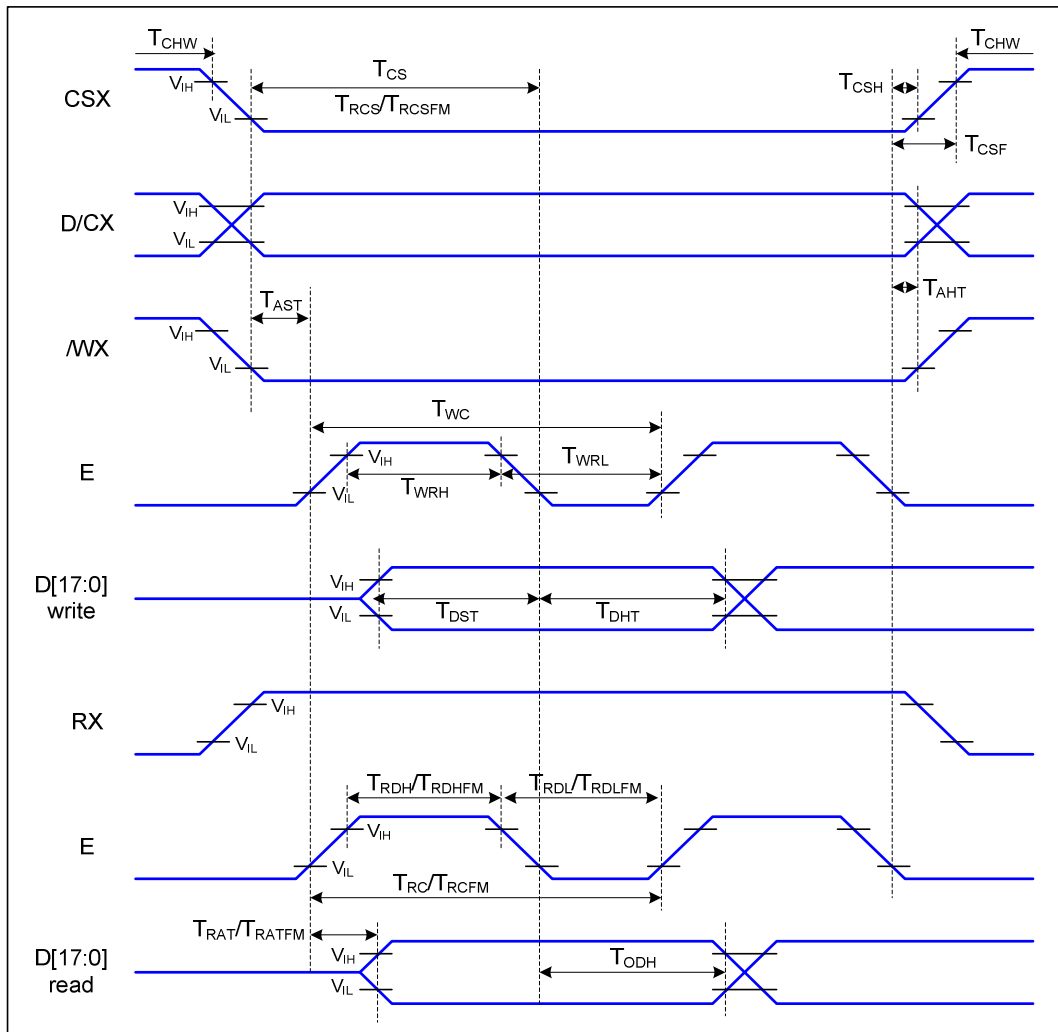 TCHW
TCHW
TCS
TCSH
VIH
CSX
TRCS/TRCSFM
VIL
TCSF
VIH
D/CX
VIL
TAST
TAHT
VIH
/WX
VIL
TWC
E
VIH
TWRL
TWRH
VIL
D[17:0]
write
VIH
TDST
TDHT
VIL
RX
VIH
VIL
TRDH/TRDHFM
TRDL/TRDLFM
VIH
E
VIL
TRC/TRCFM
TRAT/TRATFM
D[17:0]
read
VIH
TODH
VIL